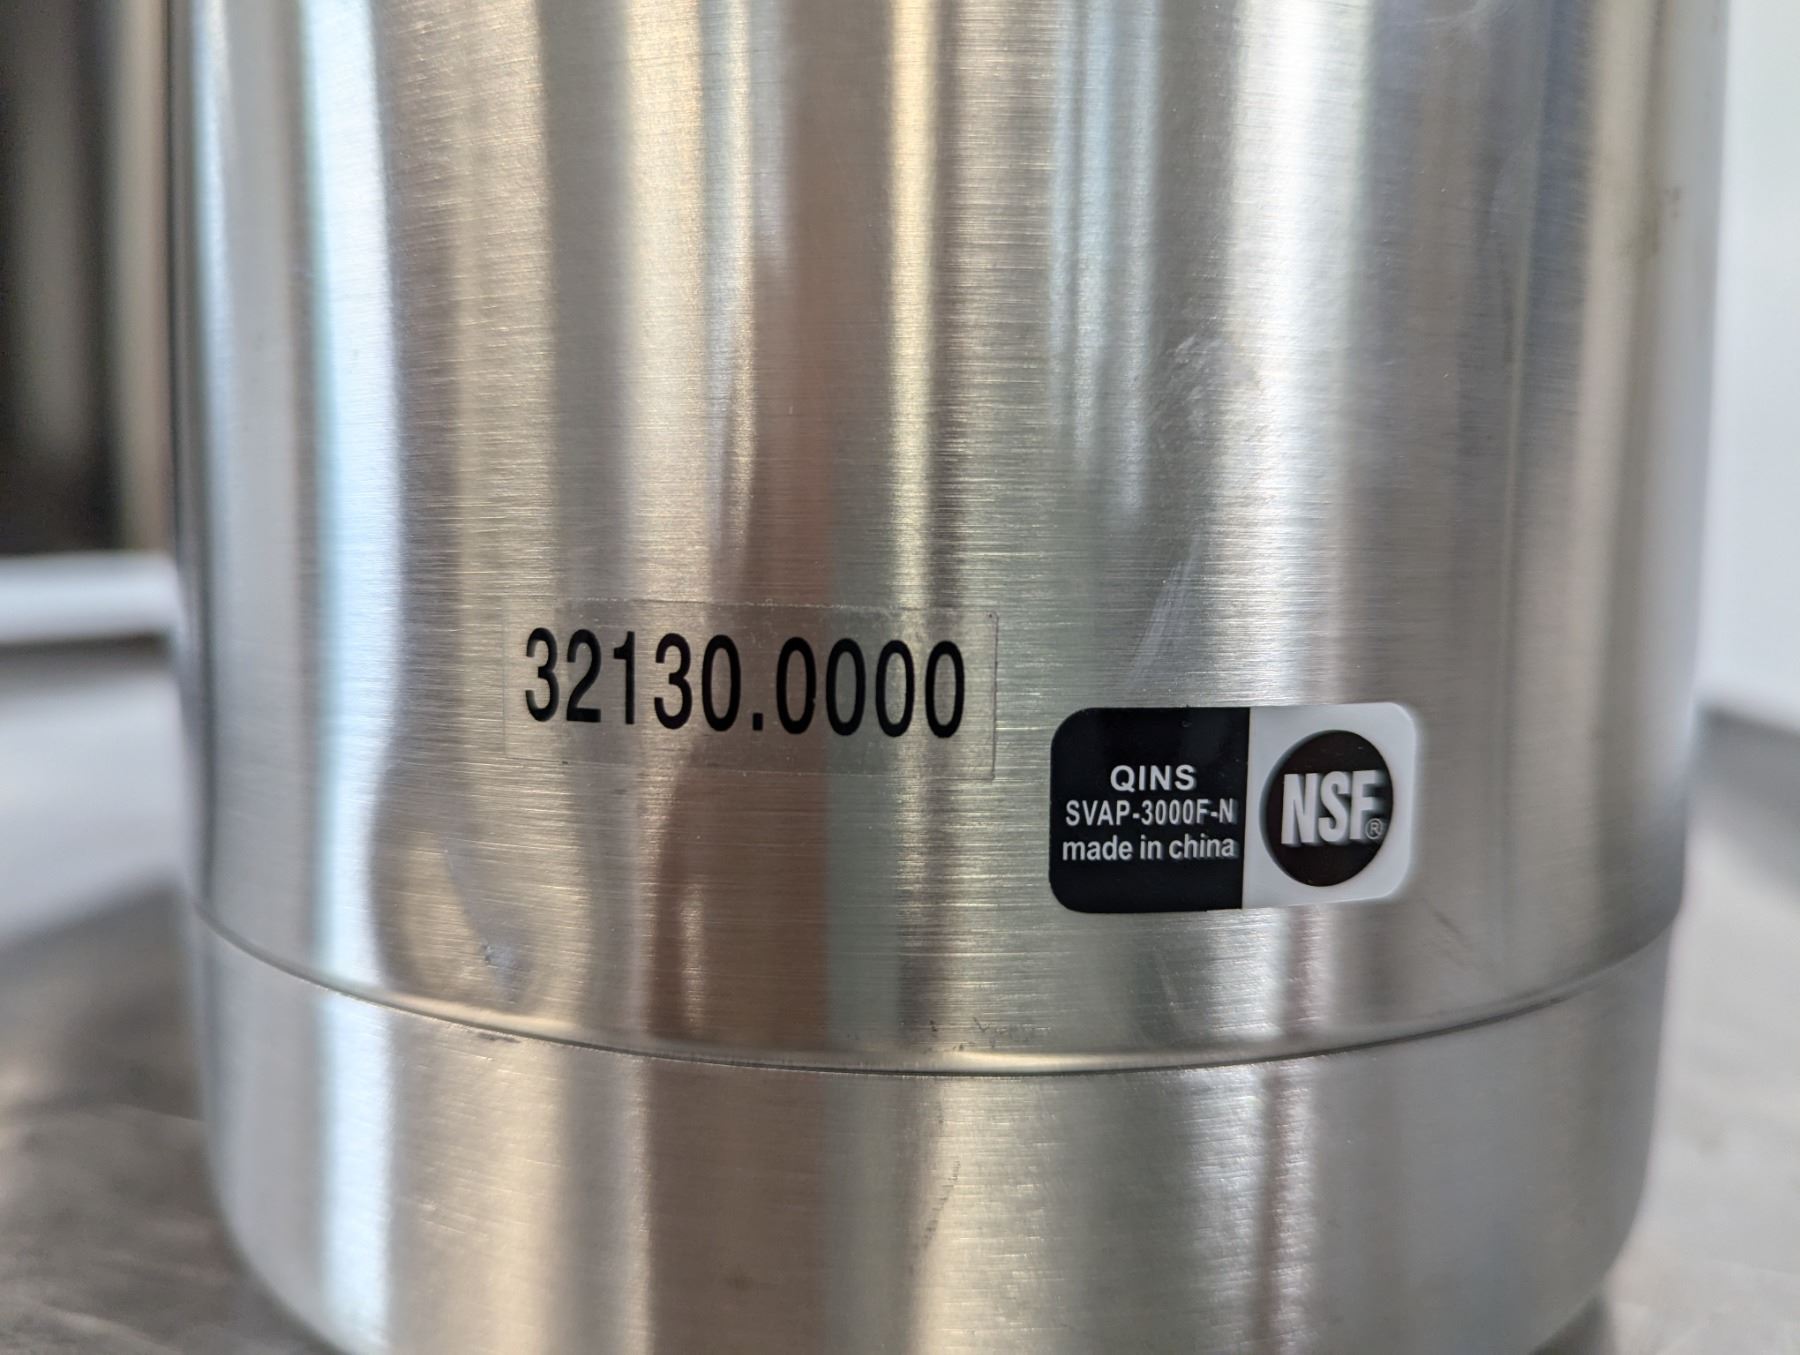 32130.0000
QINS
SVAP-3000F-N
made in china
NSF®